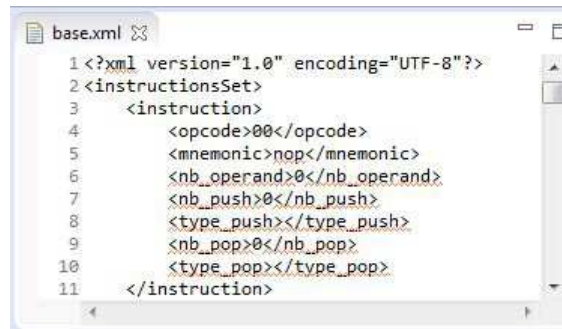 base.xml
1 <?xml version="1.0" encoding="UTF-8"?>
2 <instructionsSet>
3 <instruction>
4 <opcode>00</opcode>
5 <mnemonic>nop</mnemonic>
6 <nb_operand>0</nb_operand>
7 <nb_push>0</nb_push>
8 <type_push></type_push>
9 <nb_pop>0</nb_pop>
10 <type_pop></type_pop>
11 </instruction>